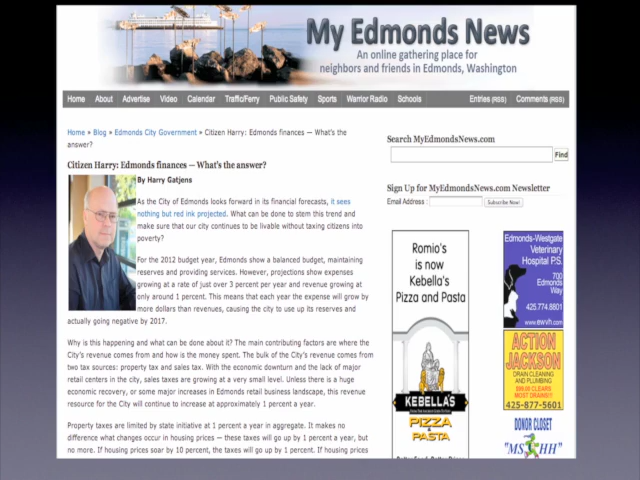 My Edmonds News
An online gathering place for
neighbors and friends in Edmonds, Washington
Home About Advertise Video Calendar Traffic/Ferry Public Safety Sports Warrior Radio Schools Entries (RSS) Comments (RSS)
Home » Blog » Edmonds City Government » Citizen Harry: Edmonds finances — What's the
answer?
Citizen Harry: Edmonds finances — What's the answer?
By Harry Gatjens
As the City of Edmonds looks forward in its financial forecasts, it sees
nothing but red ink projected. What can be done to stem this trend and
make sure that our city continues to be livable without taxing citizens into
poverty?
For the 2012 budget year, Edmonds show a balanced budget, maintaining
reserves and providing services. However, projections show expenses
growing at a rate of just over 3 percent per year and revenue growing at
only around 1 percent. This means that each year the expense will grow by
more dollars than revenues, causing the city to use up its reserves and
actually going negative by 2017.
Why is this happening and what can be done about it? The main contributing factors are where the
City's revenue comes from and how is the money spent. The bulk of the City's revenue comes from
two tax sources: property tax and sales tax. With the economic downturn and the lack of major
retail centers in the city, sales taxes are growing at a very small level. Unless there is a huge
economic recovery, or some major increases in Edmonds retail business landscape, this revenue
resource for the City will continue to increase at approximately 1 percent a year.
Property taxes are limited by state initiative at 1 percent a year in aggregate. It makes no
difference what changes occur in housing prices — these taxes will go up by 1 percent a year, but
no more. If housing prices soar by 10 percent, the taxes will go up by 1 percent. If housing prices
Search MyEdmondsNews.com
Find
Sign Up for MyEdmondsNews.com Newsletter
Email Address : Subscribe Now!
Romio's
is now
Kebella's
Pizza and Pasta
KEBELLA'S
PIZZA
&
PASTA
Edmonds-Westgate
Veterinary
Hospital P.S.
700
Edmonds
Way
425.774.8801
www.ewvh.com
ACTION
JACKSON
DRAIN CLEANING
AND PLUMBING
$99.00 CLEARS
MOST DRAINS!!
425-877-5601
DONOR CLOSET